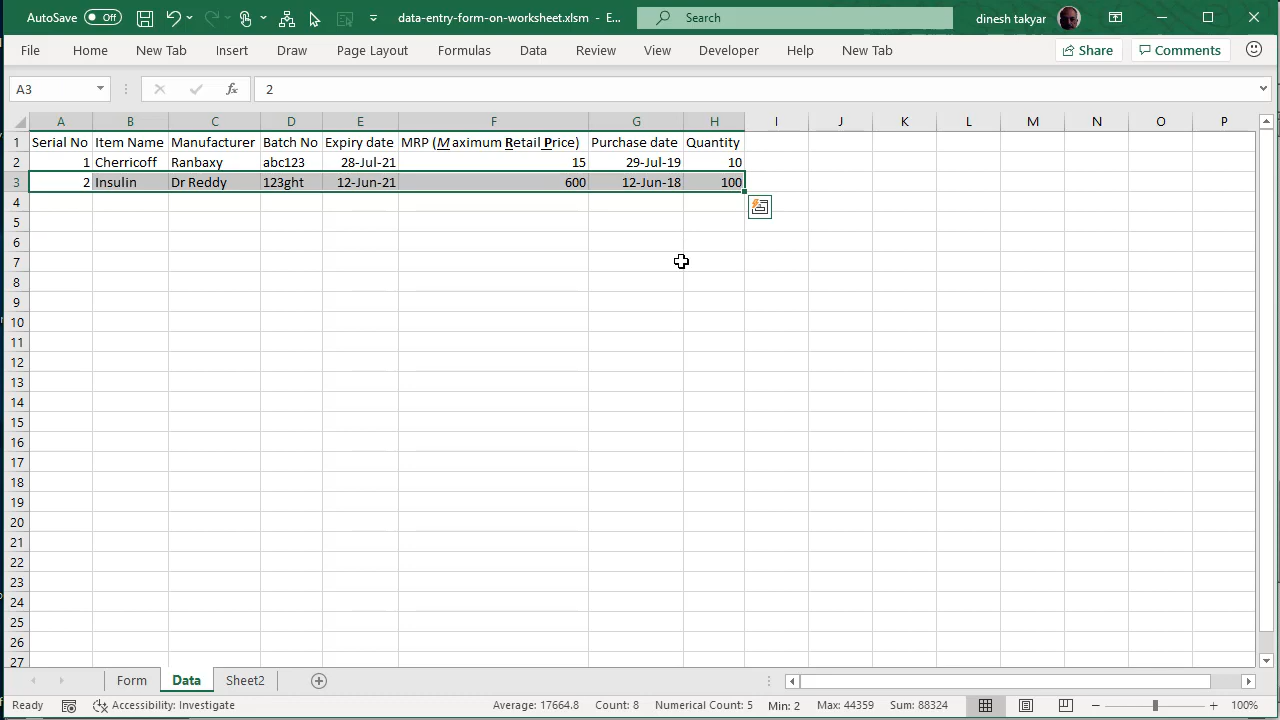 AutoSave Off data-entry-form-on-worksheet.xlsm - E... Search dinesh takyar
File Home New Tab Insert Draw Page Layout Formulas Data Review View Developer Help New Tab Share Comments
A3 fx 2
A B C D E F G H I J K L M N O P
1 Serial No Item Name Manufacturer Batch No Expiry date MRP (Maximum Retail Price) Purchase date Quantity
2 1 Cherricoff Ranbaxy abc123 28-Jul-21 15 29-Jul-19 10
3 2 Insulin Dr Reddy 123ght 12-Jun-21 600 12-Jun-18 100
4
5
6
7
8
9
10
11
12
13
14
15
16
17
18
19
20
21
22
23
24
25
26
27
Form Data Sheet2
Ready Accessibility: Investigate Average: 17664.8 Count: 8 Numerical Count: 5 Min: 2 Max: 44359 Sum: 88324 100%